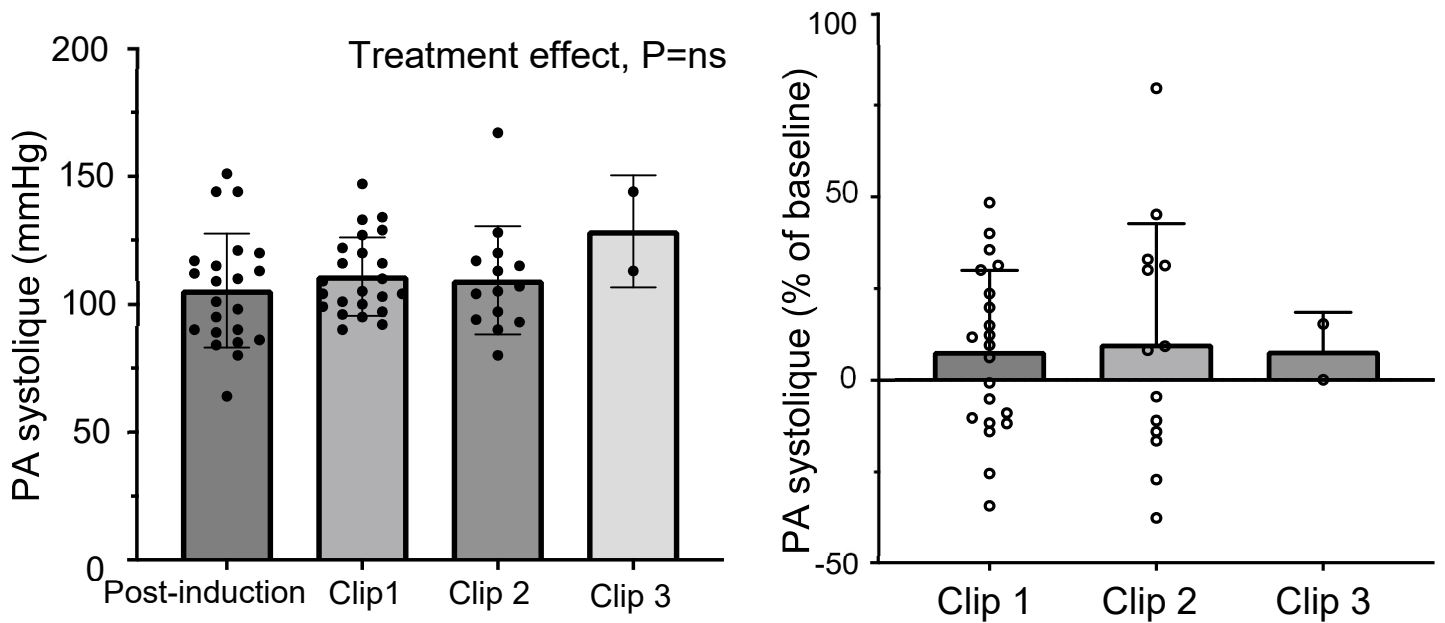 Treatment effect, P=ns
PA systolique (mmHg)
200
150
100
50
0
Post-induction
Clip1
Clip 2
Clip 3
PA systolique (% of baseline)
100
50
0
-50
Clip 1
Clip 2
Clip 3